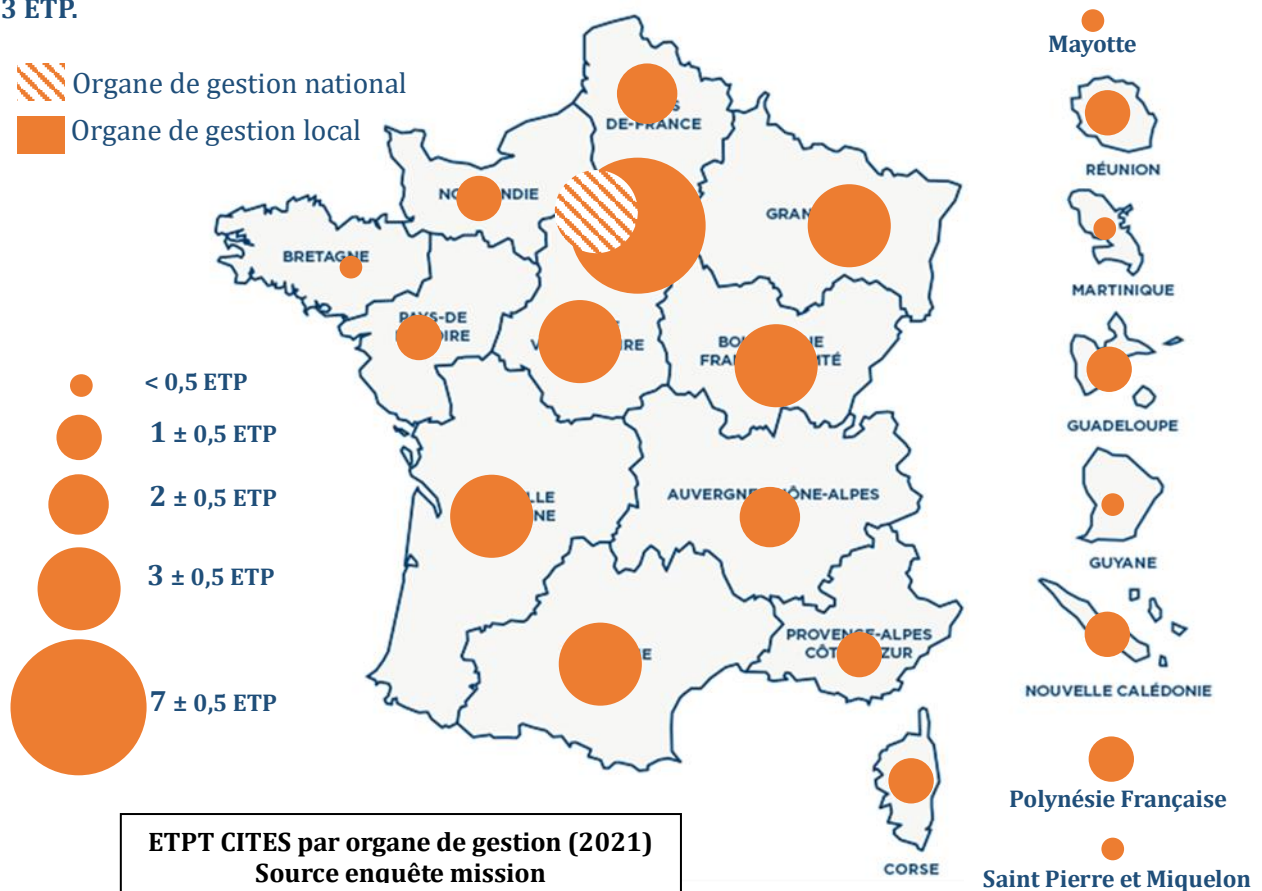 3 ETP.
Organe de gestion national
Organe de gestion local
< 0,5 ETP
1 ± 0,5 ETP
2 ± 0,5 ETP
3 ± 0,5 ETP
7 ± 0,5 ETP
DE-FRANCE
BRETAGNE
PROVENCE-ALPES
CORSE
Mayotte
RÉUNION
MARTINIQUE
GUADELOUPE
GUYANE
NOUVELLE CALÉDONIE
Polynésie Française
Saint Pierre et Miquelon
ETPT CITES par organe de gestion (2021)
Source enquête mission